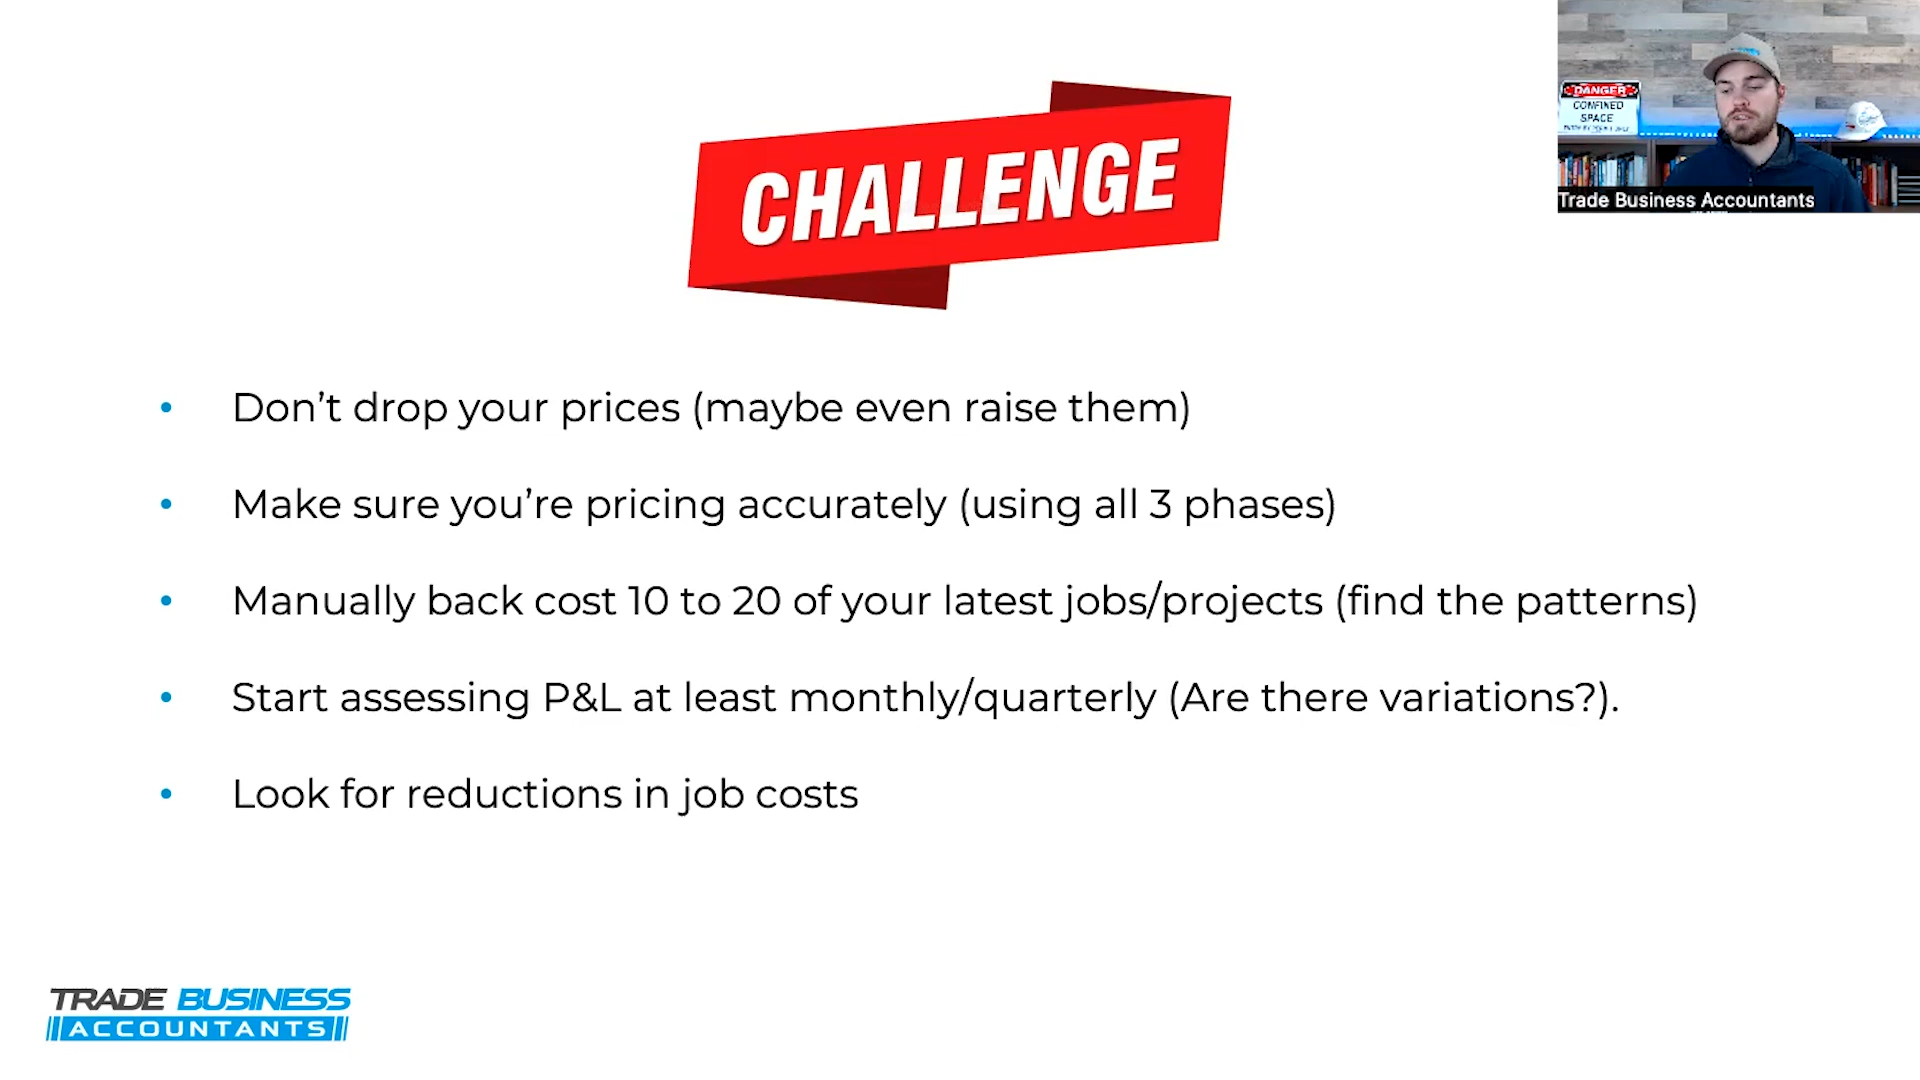 CHALLENGE
DANGER
CONFINED
SPACE
Trade Business Accountants
Don’t drop your prices (maybe even raise them)
Make sure you’re pricing accurately (using all 3 phases)
Manually back cost 10 to 20 of your latest jobs/projects (find the patterns)
Start assessing P&L at least monthly/quarterly (Are there variations?).
Look for reductions in job costs
TRADE BUSINESS
ACCOUNTANTS